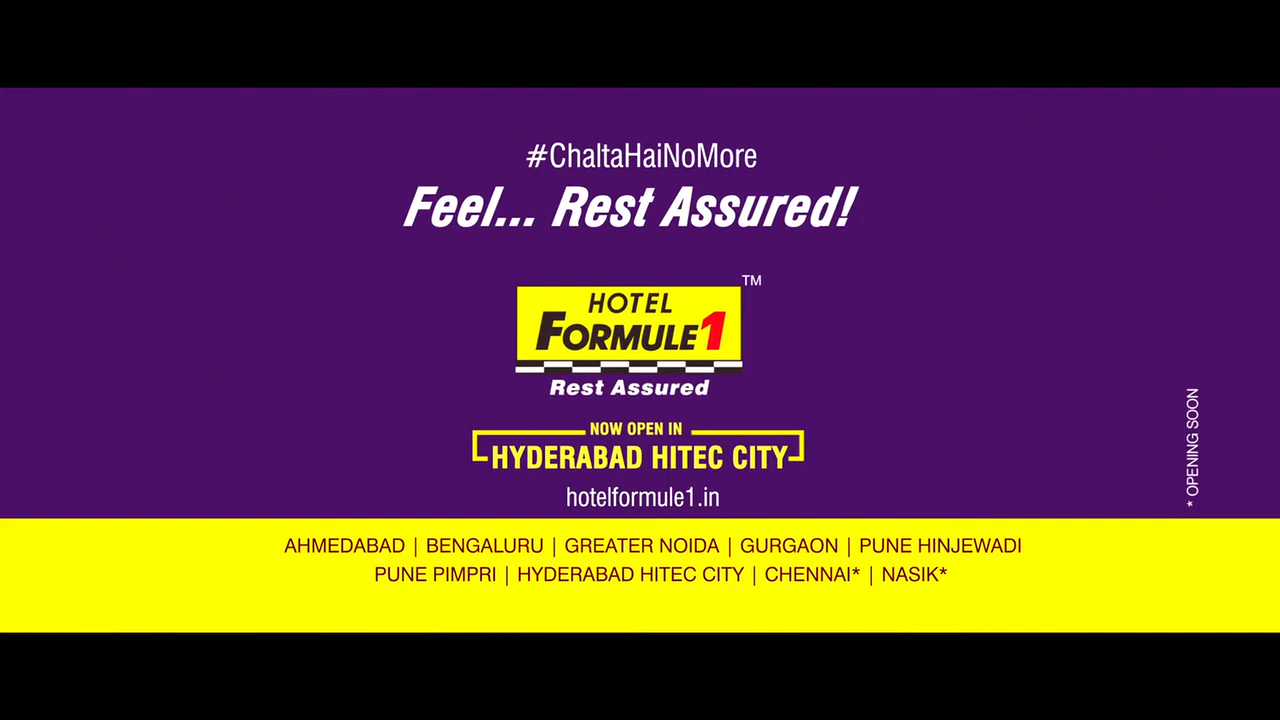 #ChaltaHaiNoMore
Feel... Rest Assured!
TM
HOTEL
FORMULE1
Rest Assured
NOW OPEN IN
HYDERABAD HITEC CITY
hotelformule1.in
* OPENING SOON
AHMEDABAD | BENGALURU | GREATER NOIDA | GURGAON | PUNE HINJEWADI
PUNE PIMPRI | HYDERABAD HITEC CITY | CHENNAI* | NASIK*